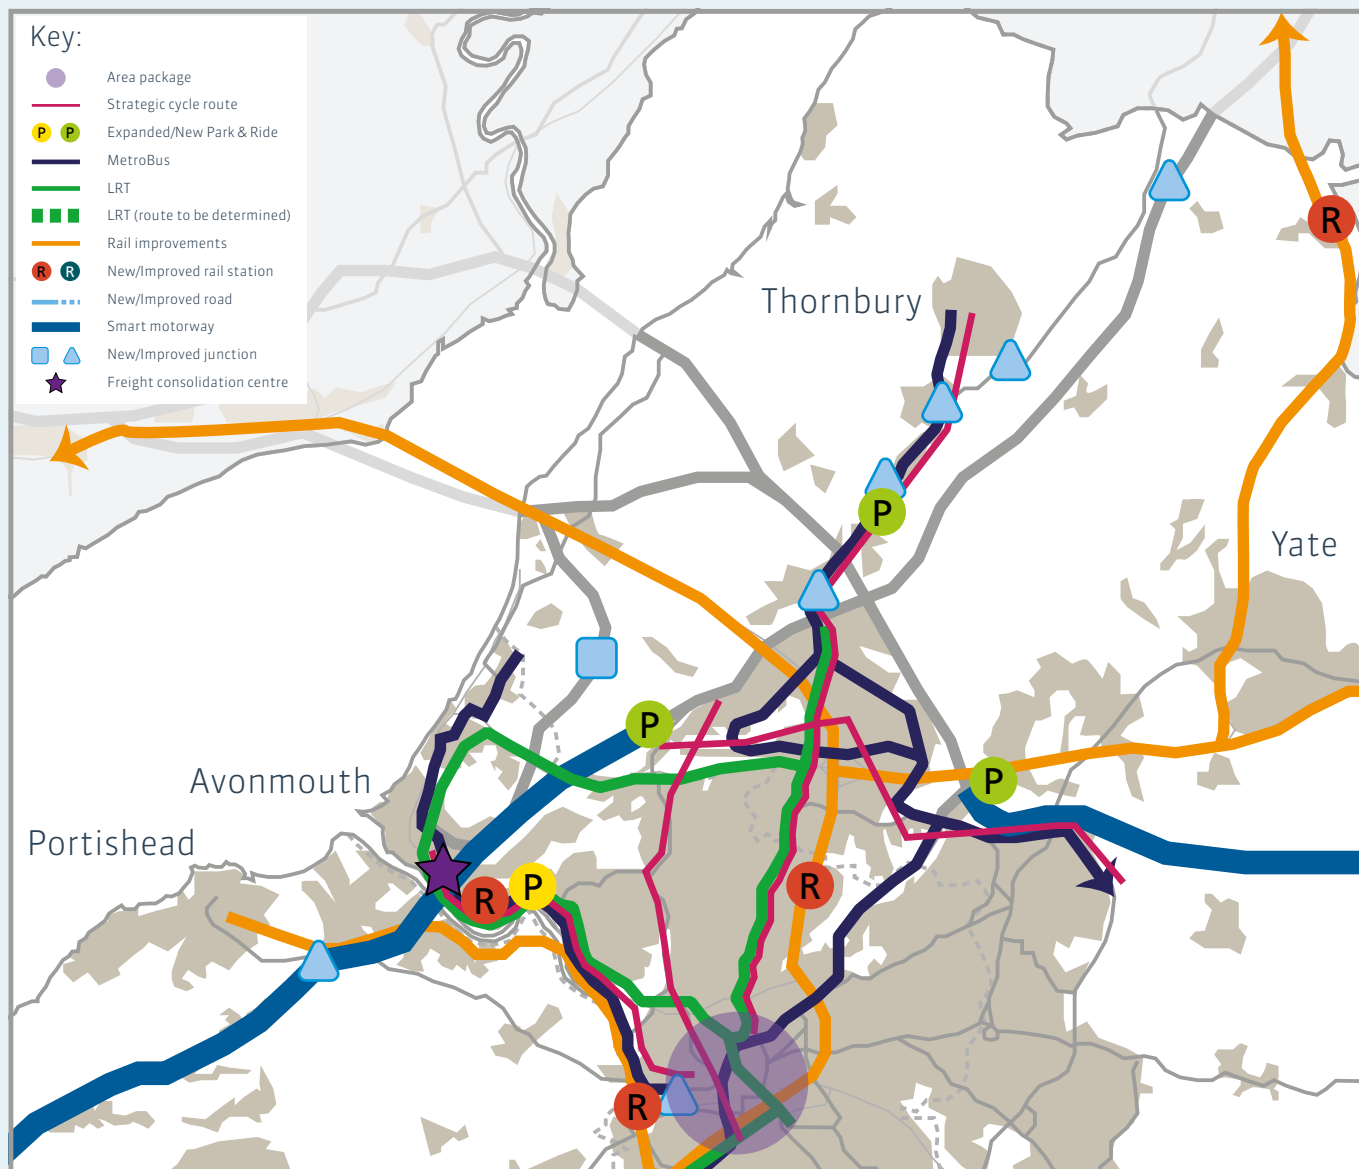 Key:
Area package
Strategic cycle route
P P Expanded/New Park & Ride
MetroBus
LRT
LRT (route to be determined)
Rail improvements
R R New/Improved rail station
New/Improved road
Smart motorway
New/Improved junction
Freight consolidation centre
R
Thornbury
P
Yate
P
P
Avonmouth
Portishead
R P R
R